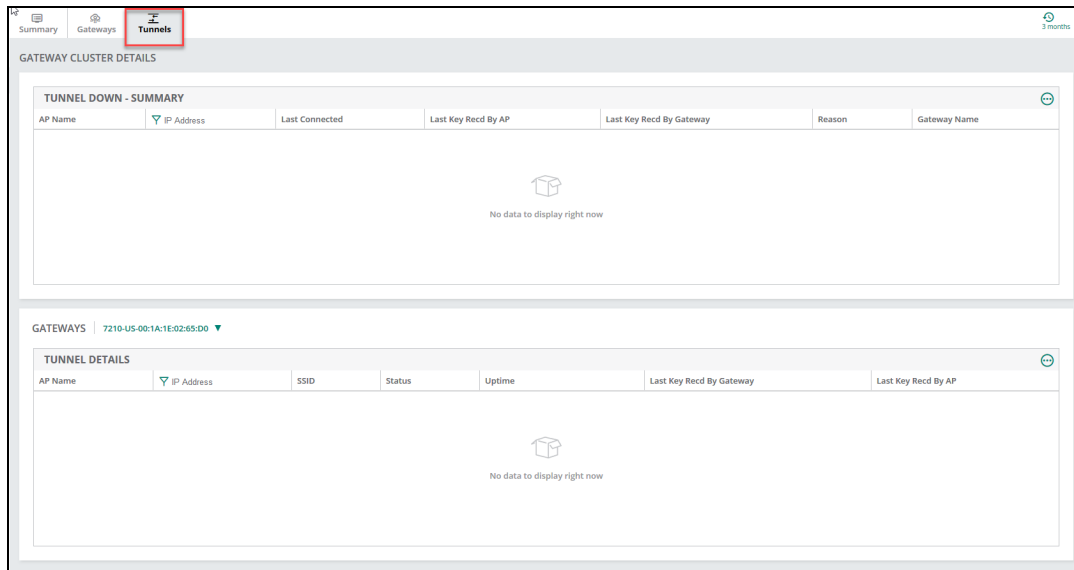 Summary Gateways Tunnels
3 months
GATEWAY CLUSTER DETAILS
TUNNEL DOWN - SUMMARY
AP Name IP Address Last Connected Last Key Recd By AP Last Key Recd By Gateway Reason Gateway Name
No data to display right now
GATEWAYS 7210-US-00:1A:1E:02:65:D0
TUNNEL DETAILS
AP Name IP Address SSID Status Uptime Last Key Recd By Gateway Last Key Recd By AP
No data to display right now